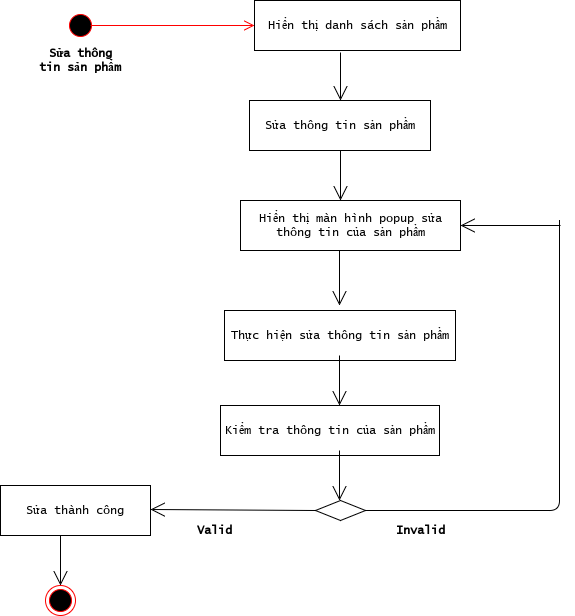 Hiển thị danh sách sản phẩm
Sửa thông
tin sản phẩm
Sửa thông tin sản phẩm
Hiển thị màn hình popup sửa
thông tin của sản phẩm
Thực hiện sửa thông tin sản phẩm
Kiểm tra thông tin của sản phẩm
Sửa thành công
Valid
Invalid